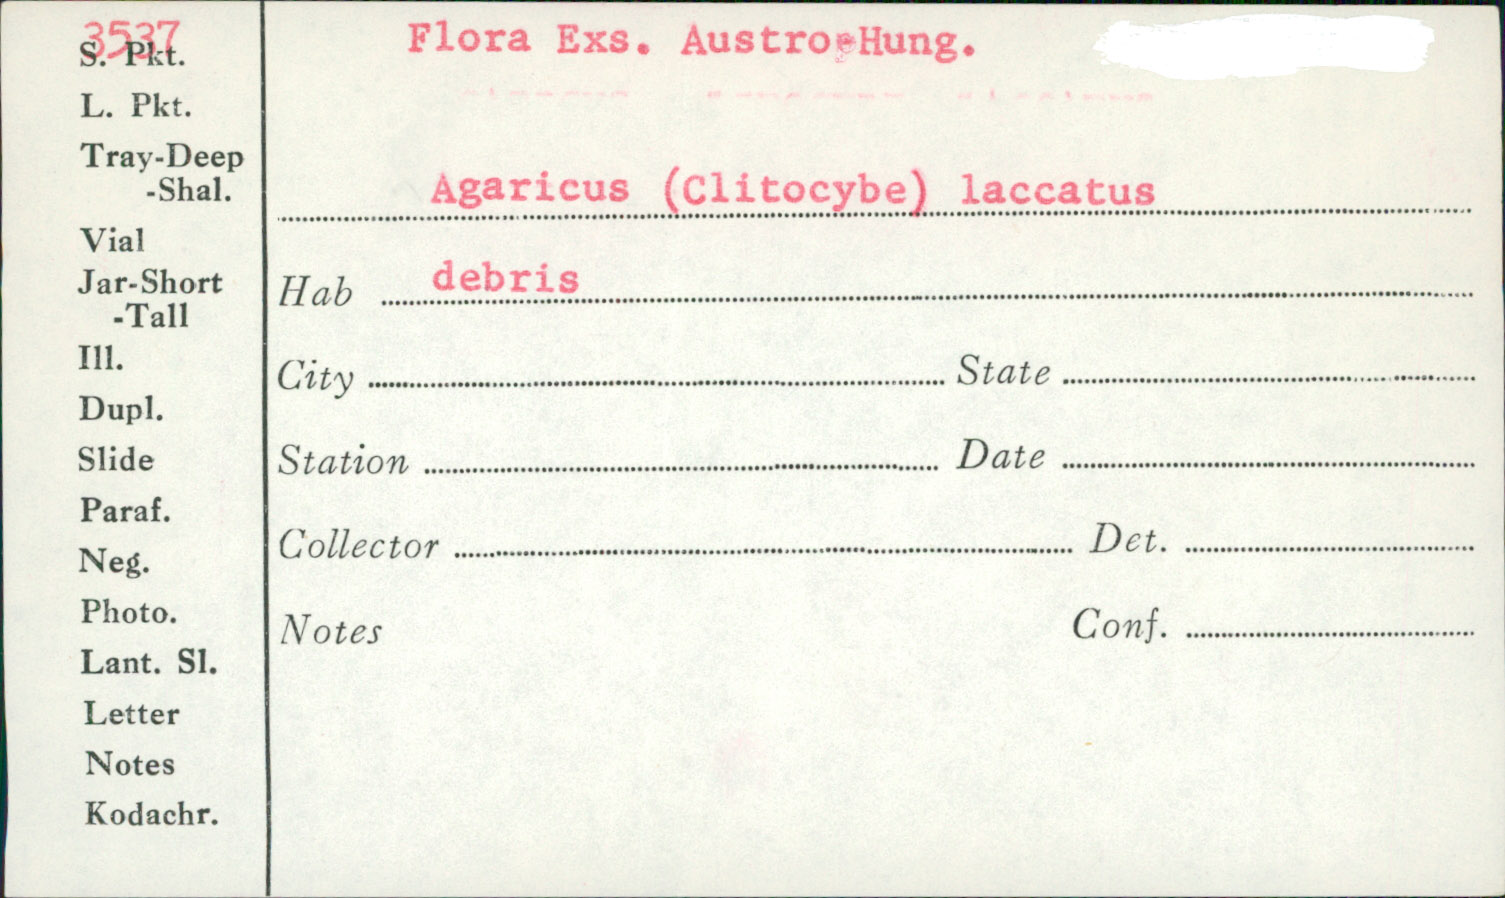 3537
S. Pkt.
L. Pkt.
Tray-Deep
-Shal.
Vial
Jar-Short
-Tall
Ill.
Dupl.
Slide
Paraf.
Neg.
Photo.
Lant. Sl.
Letter
Notes
Kodachr.
Flora Exs. Austro-Hung.
Agaricus (Clitocybe) laccatus
Hab debris
City State
Station Date
Collector Det.
Notes Conf.